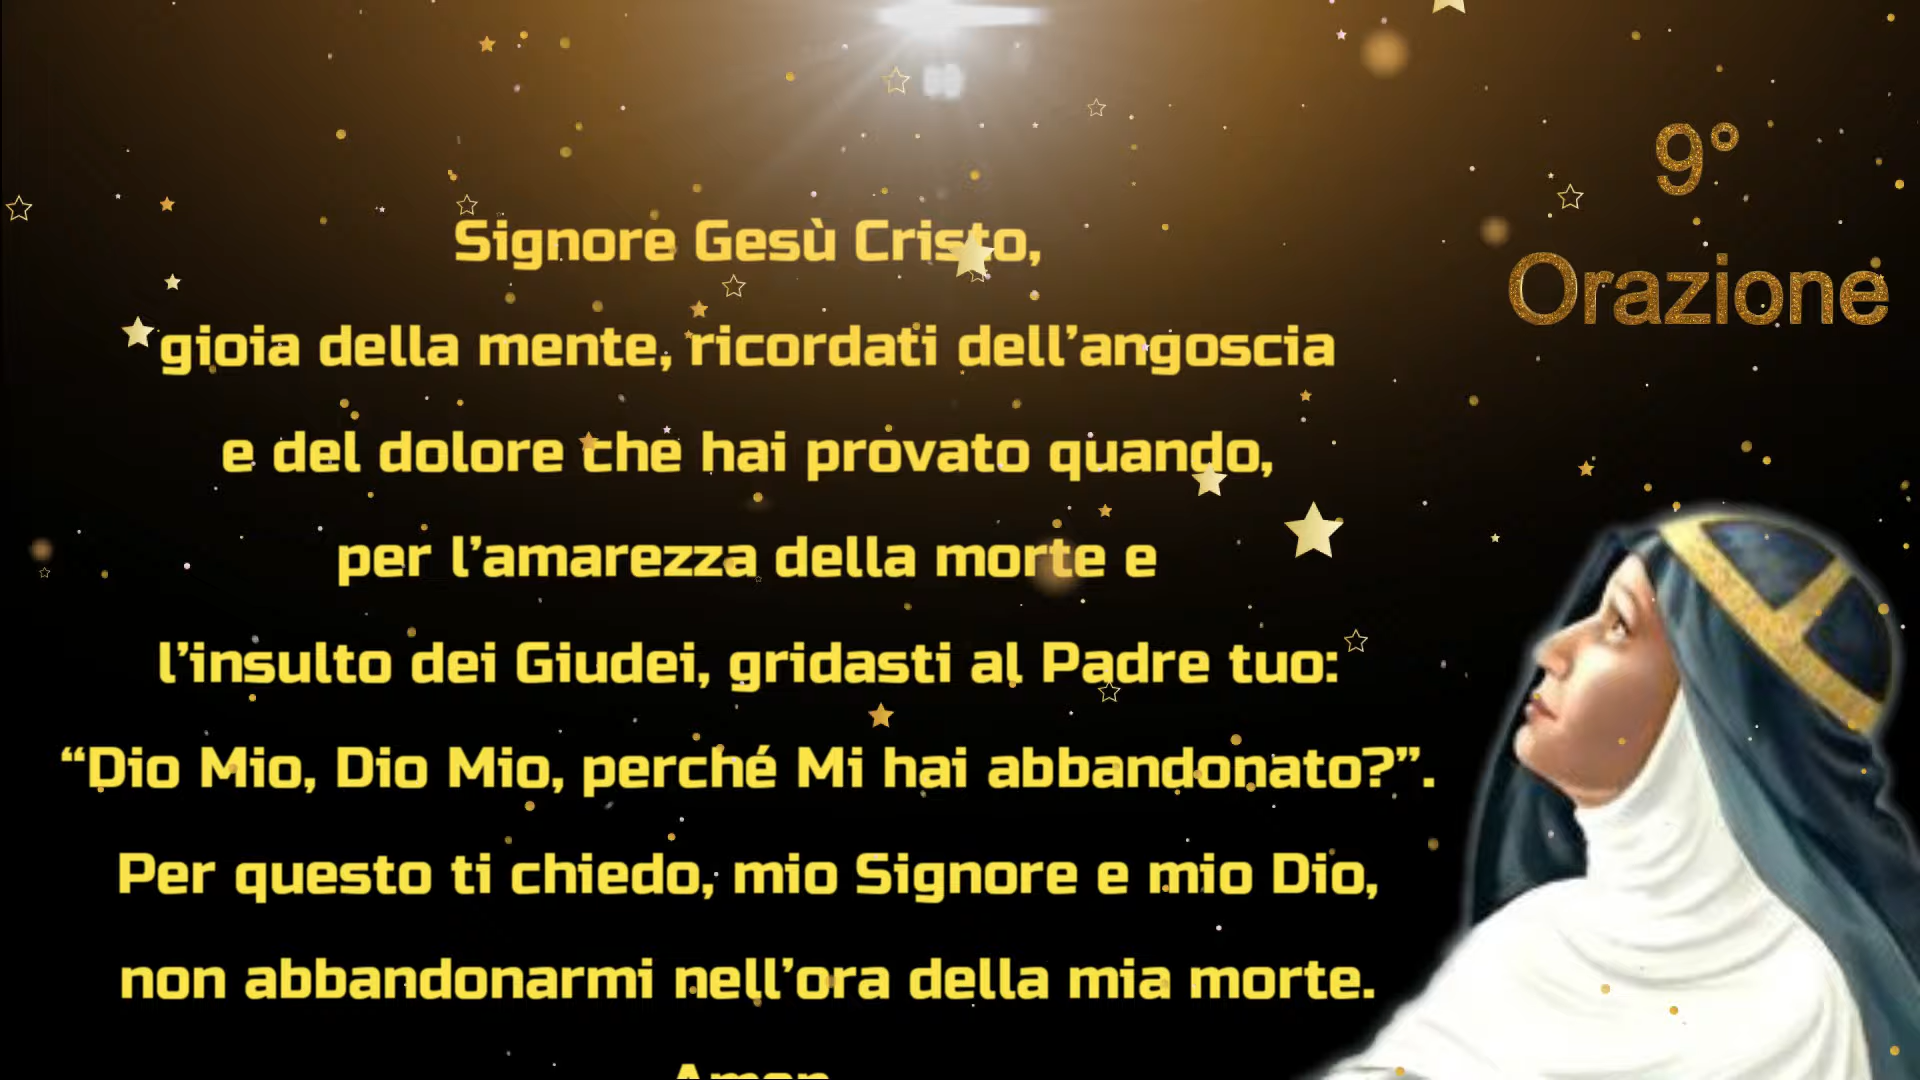 9°
Orazione
Signore Gesù Cristo,
gioia della mente, ricordati dell’angoscia
e del dolore che hai provato quando,
per l’amarezza della morte e
l’insulto dei Giudei, gridasti al Padre tuo:
“Dio Mio, Dio Mio, perché Mi hai abbandonato?”.
Per questo ti chiedo, mio Signore e mio Dio,
non abbandonarmi nell’ora della mia morte.
Amen